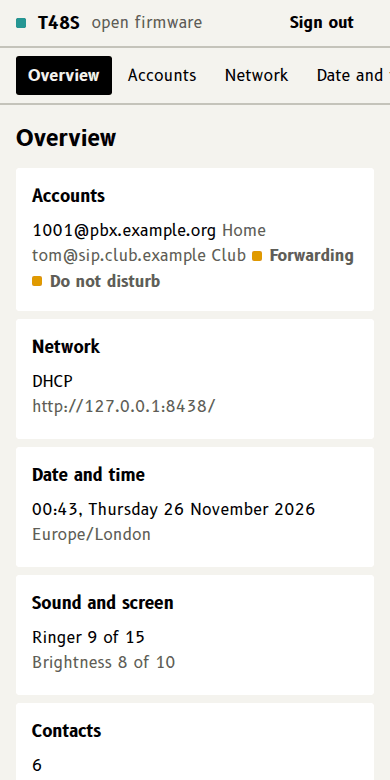 T48S open firmware Sign out
Overview Accounts Network Date and
Overview
Accounts
1001@pbx.example.org Home
tom@sip.club.example Club Forwarding
Do not disturb
Network
DHCP
http://127.0.0.1:8438/
Date and time
00:43, Thursday 26 November 2026
Europe/London
Sound and screen
Ringer 9 of 15
Brightness 8 of 10
Contacts
6